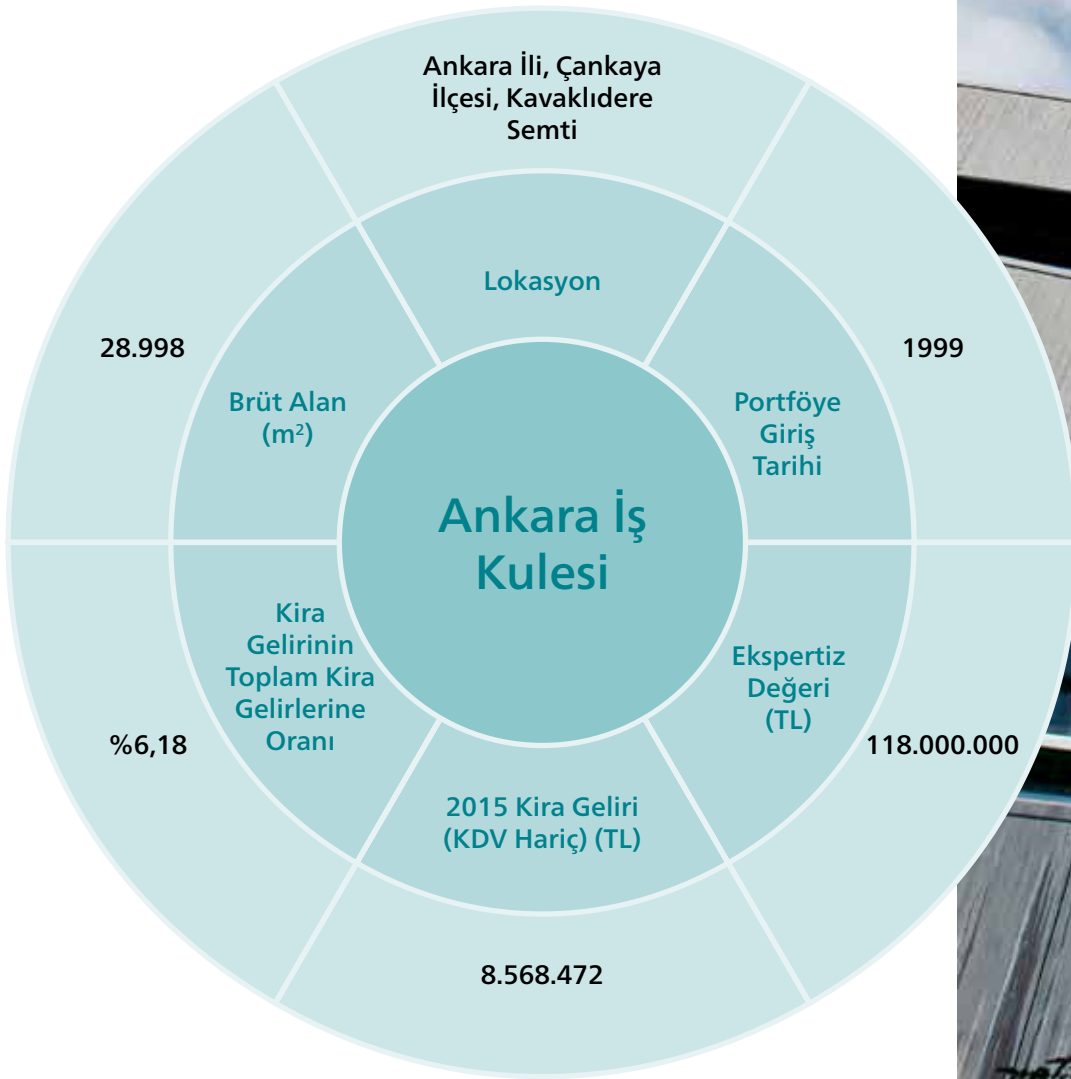 Ankara İli, Çankaya
İlçesi, Kavaklıdere
Semti
Lokasyon
1999
Portföye
Giriş
Tarihi
118.000.000
Ekspertiz
Değeri
(TL)
8.568.472
2015 Kira Geliri
(KDV Hariç) (TL)
%6,18
Kira
Gelirinin
Toplam Kira
Gelirlerine
Oranı
28.998
Brüt Alan
(m²)
Ankara İş
Kulesi